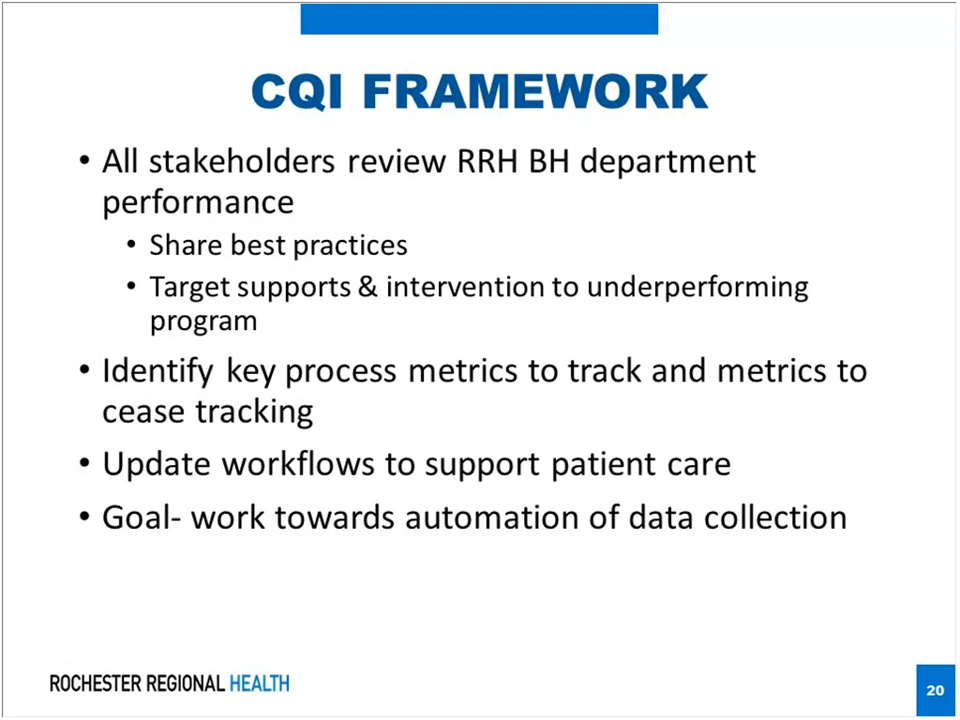 CQI FRAMEWORK
• All stakeholders review RRH BH department
performance
• Share best practices
• Target supports & intervention to underperforming
program
• Identify key process metrics to track and metrics to
cease tracking
• Update workflows to support patient care
• Goal- work towards automation of data collection
ROCHESTER REGIONAL HEALTH
20